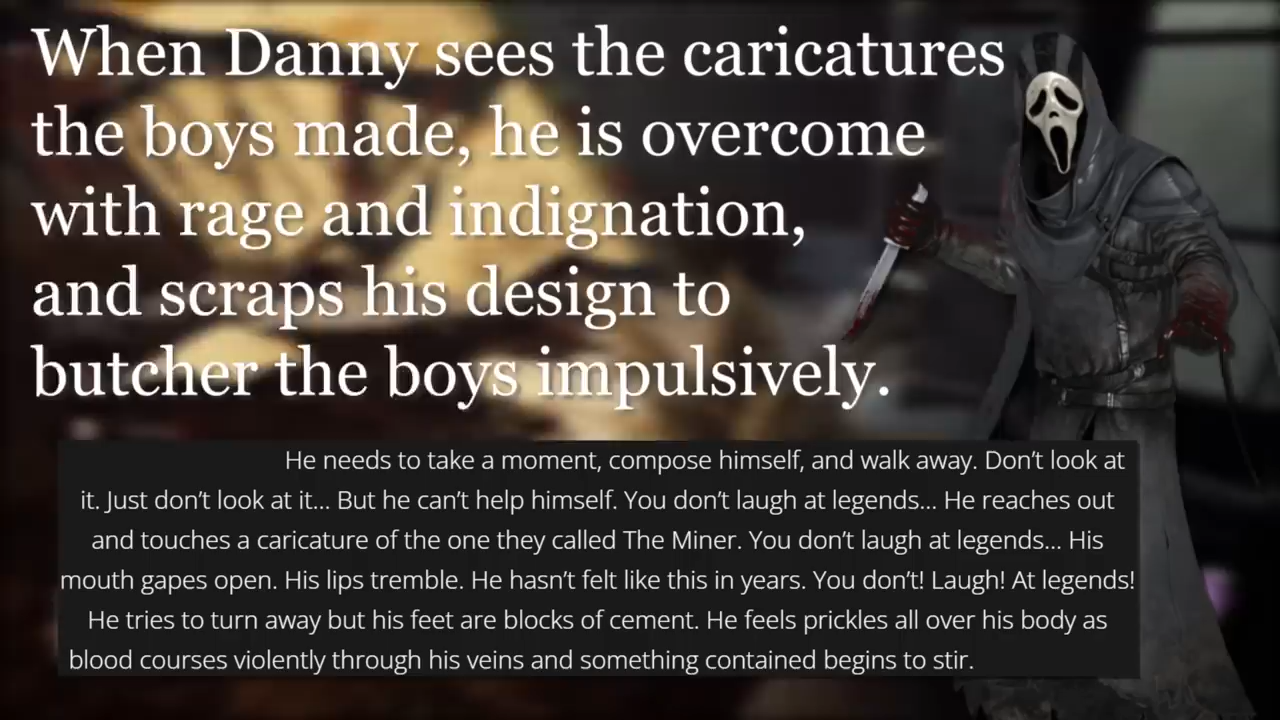 When Danny sees the caricatures
the boys made, he is overcome
with rage and indignation,
and scraps his design to
butcher the boys impulsively.
He needs to take a moment, compose himself, and walk away. Don’t look at
it. Just don’t look at it... But he can’t help himself. You don’t laugh at legends... He reaches out
and touches a caricature of the one they called The Miner. You don’t laugh at legends... His
mouth gapes open. His lips tremble. He hasn’t felt like this in years. You don’t! Laugh! At legends!
He tries to turn away but his feet are blocks of cement. He feels prickles all over his body as
blood courses violently through his veins and something contained begins to stir.